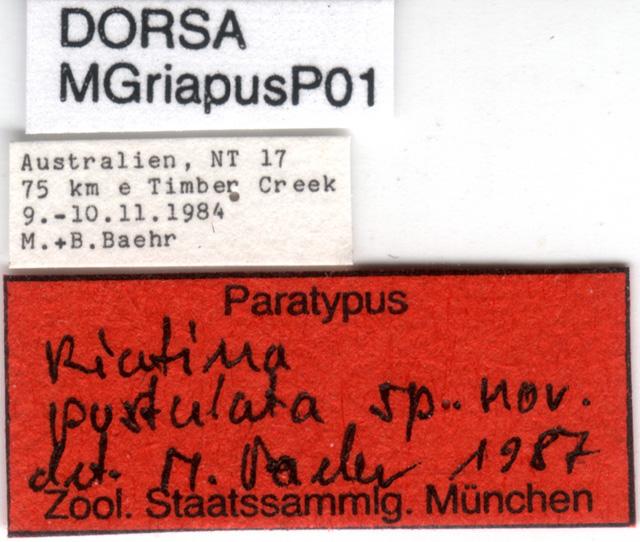 DORSA
MGriapusP01
Australien, NT 17
75 km e Timber Creek
9.-10.11.1984
M.+B.Baehr
Paratypus
Riatina
pustulata sp. nov.
det. M. Baehr 1987
Zool. Staatssammlg. München